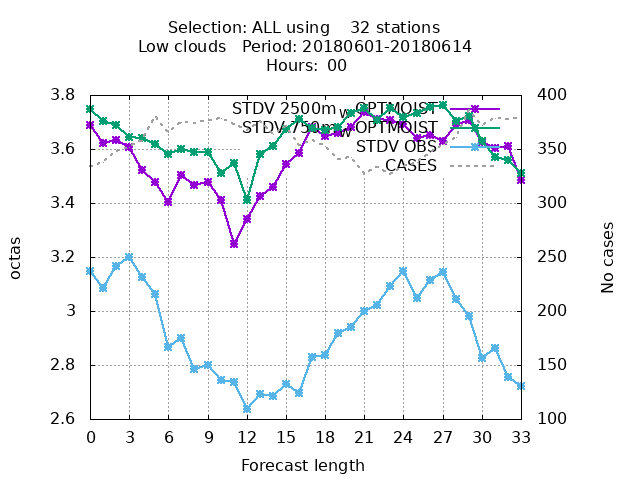 Selection: ALL using 32 stations
Low clouds Period: 20180601-20180614
Hours: 00
3.8
3.6
3.4
3.2
3
2.8
2.6
400
350
300
250
200
150
100
STDV 2500m w OPTMOIST
STDV 750m w OPTMOIST
STDV OBS
CASES
octas
No cases
0 3 6 9 12 15 18 21 24 27 30 33
Forecast length